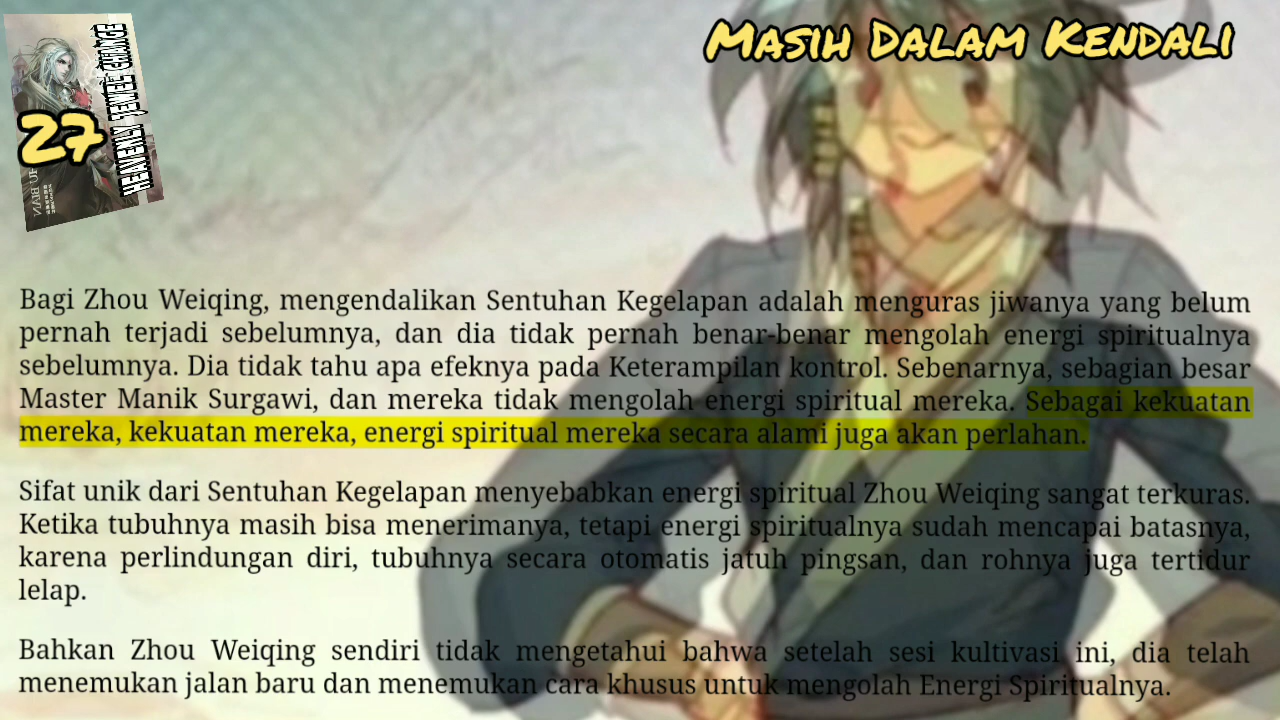 Masih Dalam Kendali
27
HEAVENLY JEWEL CHANGE
Bagi Zhou Weiqing, mengendalikan Sentuhan Kegelapan adalah menguras jiwanya yang belum
pernah terjadi sebelumnya, dan dia tidak pernah benar-benar mengolah energi spiritualnya
sebelumnya. Dia tidak tahu apa efeknya pada Keterampilan kontrol. Sebenarnya, sebagian besar
Master Manik Surgawi, dan mereka tidak mengolah energi spiritual mereka. Sebagai kekuatan
mereka, kekuatan mereka, energi spiritual mereka secara alami juga akan perlahan.
Sifat unik dari Sentuhan Kegelapan menyebabkan energi spiritual Zhou Weiqing sangat terkuras.
Ketika tubuhnya masih bisa menerimanya, tetapi energi spiritualnya sudah mencapai batasnya,
karena perlindungan diri, tubuhnya secara otomatis jatuh pingsan, dan rohnya juga tertidur
lelap.
Bahkan Zhou Weiqing sendiri tidak mengetahui bahwa setelah sesi kultivasi ini, dia telah
menemukan jalan baru dan menemukan cara khusus untuk mengolah Energi Spiritualnya.